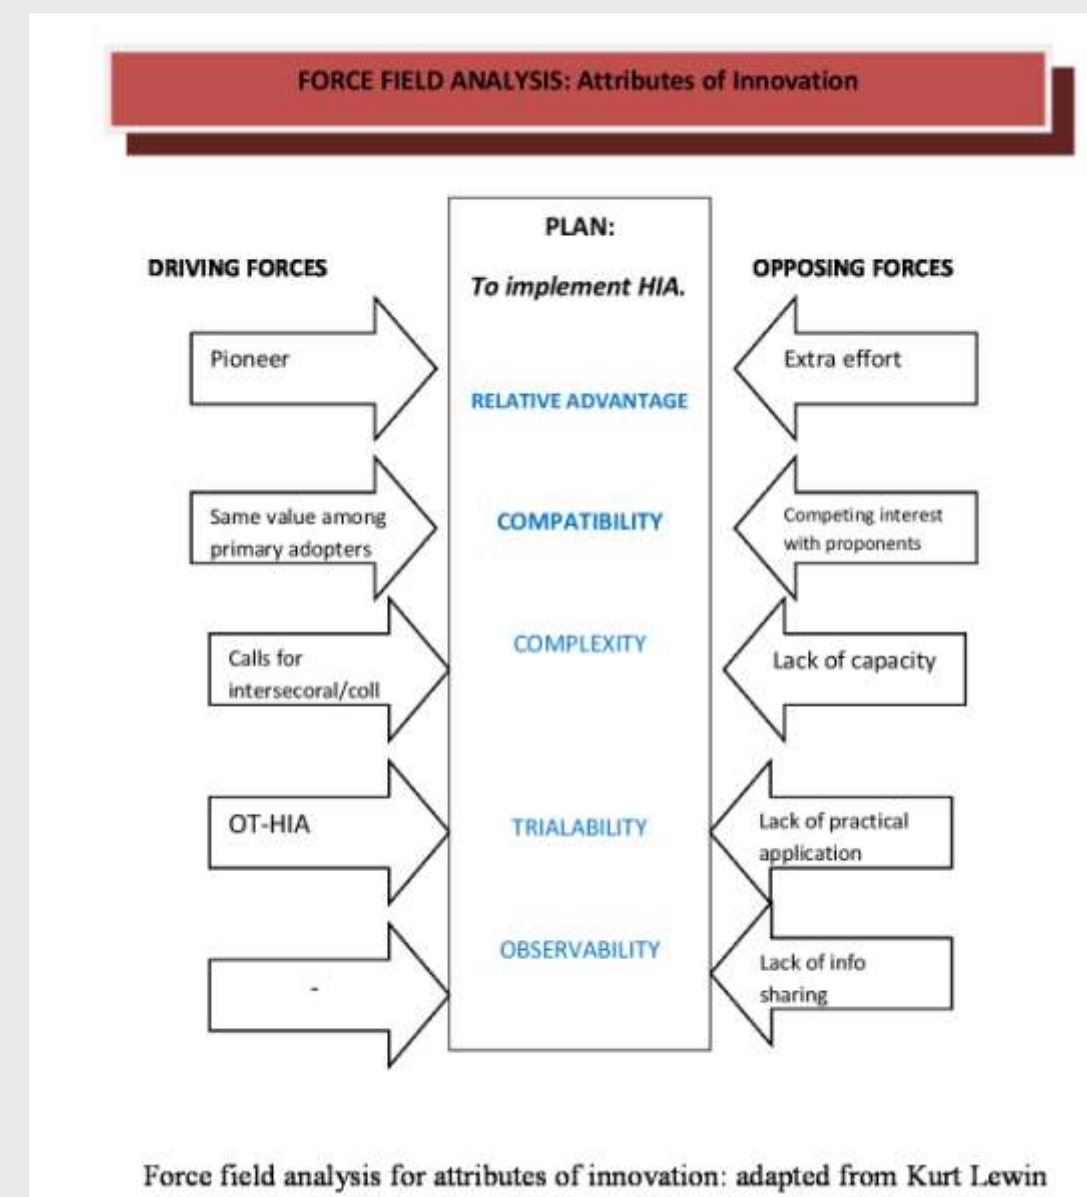 FORCE FIELD ANALYSIS: Attributes of Innovation
PLAN:
To implement HIA.
DRIVING FORCES
OPPOSING FORCES
Pioneer
RELATIVE ADVANTAGE
Extra effort
Same value among
primary adopters
COMPATIBILITY
Competing interest
with proponents
Calls for
intersecoral/coll
COMPLEXITY
Lack of capacity
OT-HIA
TRIALABILITY
Lack of practical
application
-
OBSERVABILITY
Lack of info
sharing
Force field analysis for attributes of innovation: adapted from Kurt Lewin